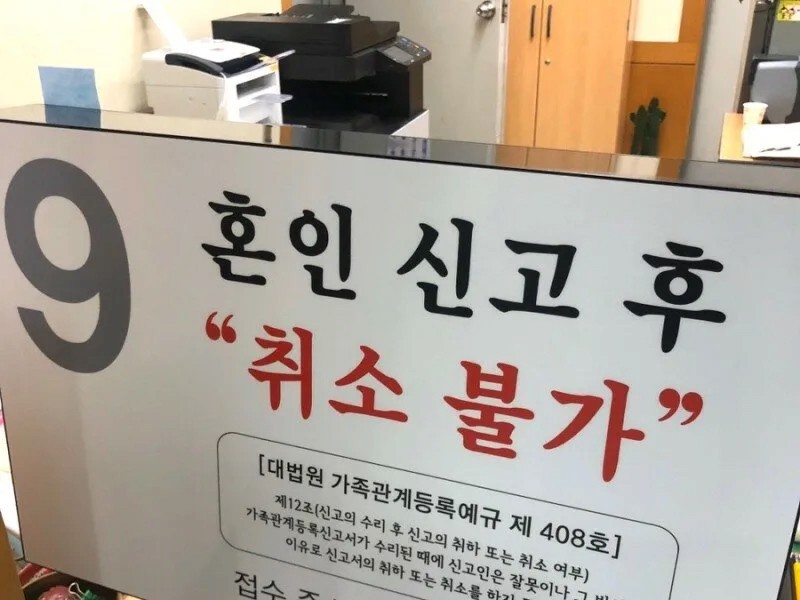 9
혼인 신고 후
“취소 불가”
[대법원 가족관계등록예규 제 408호]
제12조(신고의 수리 후 신고의 취하 또는 취소 여부)
가족관계등록신고서가 수리된 때에 신고인은 잘못이나 그 밖
이유로 신고서의 취하 또는 취소를 하지
접수